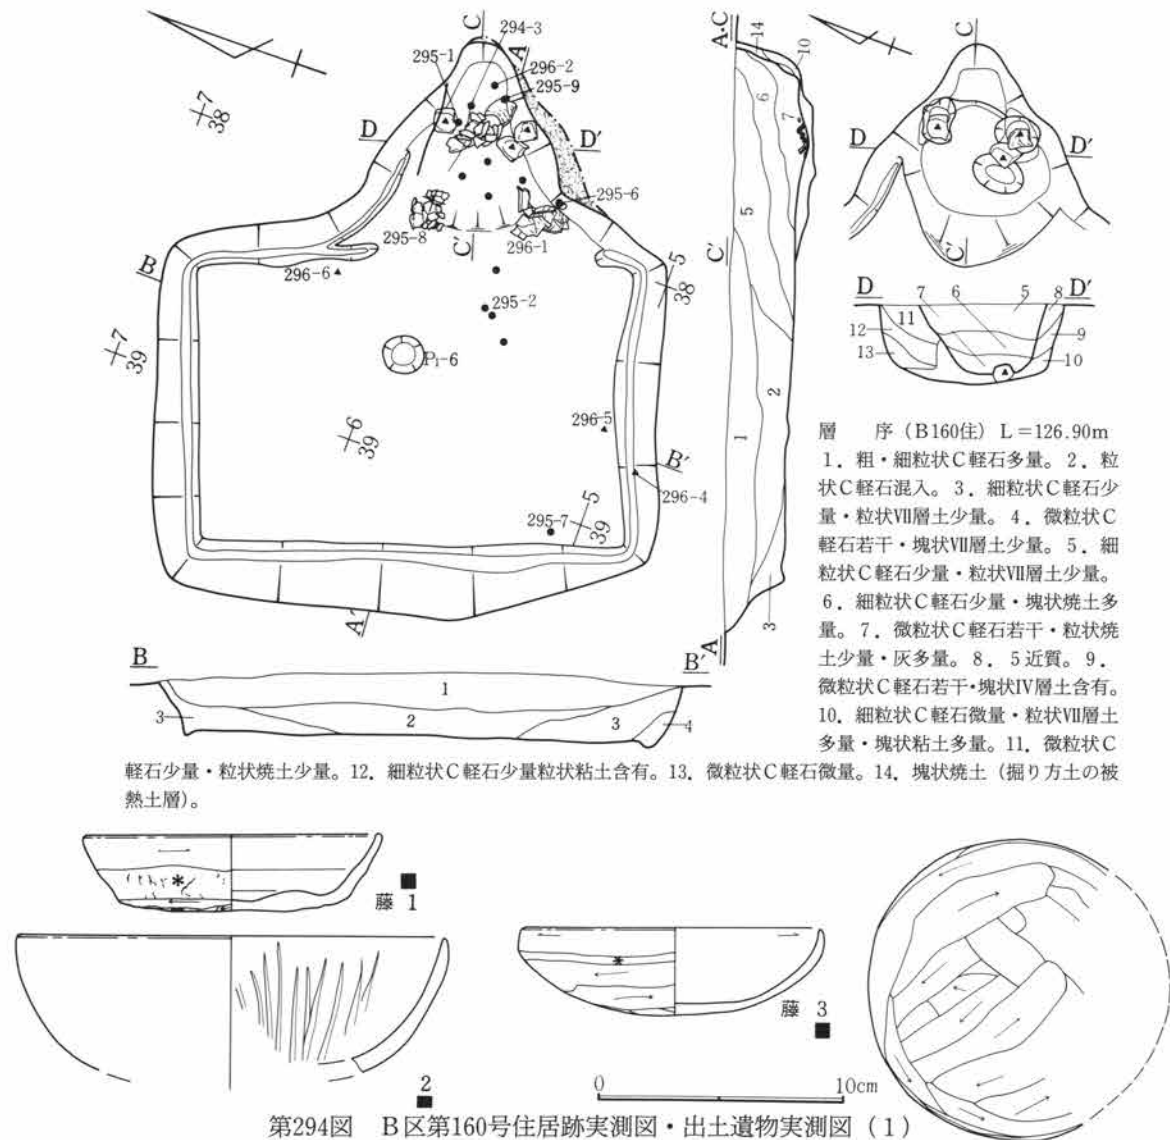 C
294-3
A
295-1
296-2
295-9
7
38
D
D′
295-6
295-8
C′
296-1
B
296-6
5
38
295-2
7
39
P₁-6
6
39
296-5
B′
296-4
295-7
5
39
A′
A·C
14
10
6
7
5
C′
2
1
A
3
C
D
D′
C′
D
7
6
5
8
D′
11
12
9
13
10
B
B′
1
3
2
3
4
層　序（B160住）L＝126.90m
1．粗・細粒状C軽石多量。2．粒
状C軽石混入。3．細粒状C軽石少
量・粒状Ⅶ層土少量。4．微粒状C
軽石若干・塊状Ⅶ層土少量。5．細
粒状C軽石少量・粒状Ⅶ層土少量。
6．細粒状C軽石少量・塊状焼土多
量。7．微粒状C軽石若干・粒状焼
土少量・灰多量。8．5近質。9．
微粒状C軽石若干・塊状Ⅳ層土含有。
10．細粒状C軽石微量・粒状Ⅶ層土
多量・塊状粘土多量。11．微粒状C
軽石少量・粒状焼土少量。12．細粒状C軽石少量粒状粘土含有。13．微粒状C軽石微量。14．塊状焼土（掘り方土の被
熱土層）。
藤 1
2
藤 3
0
10cm
第294図　B区第160号住居跡実測図・出土遺物実測図（1）